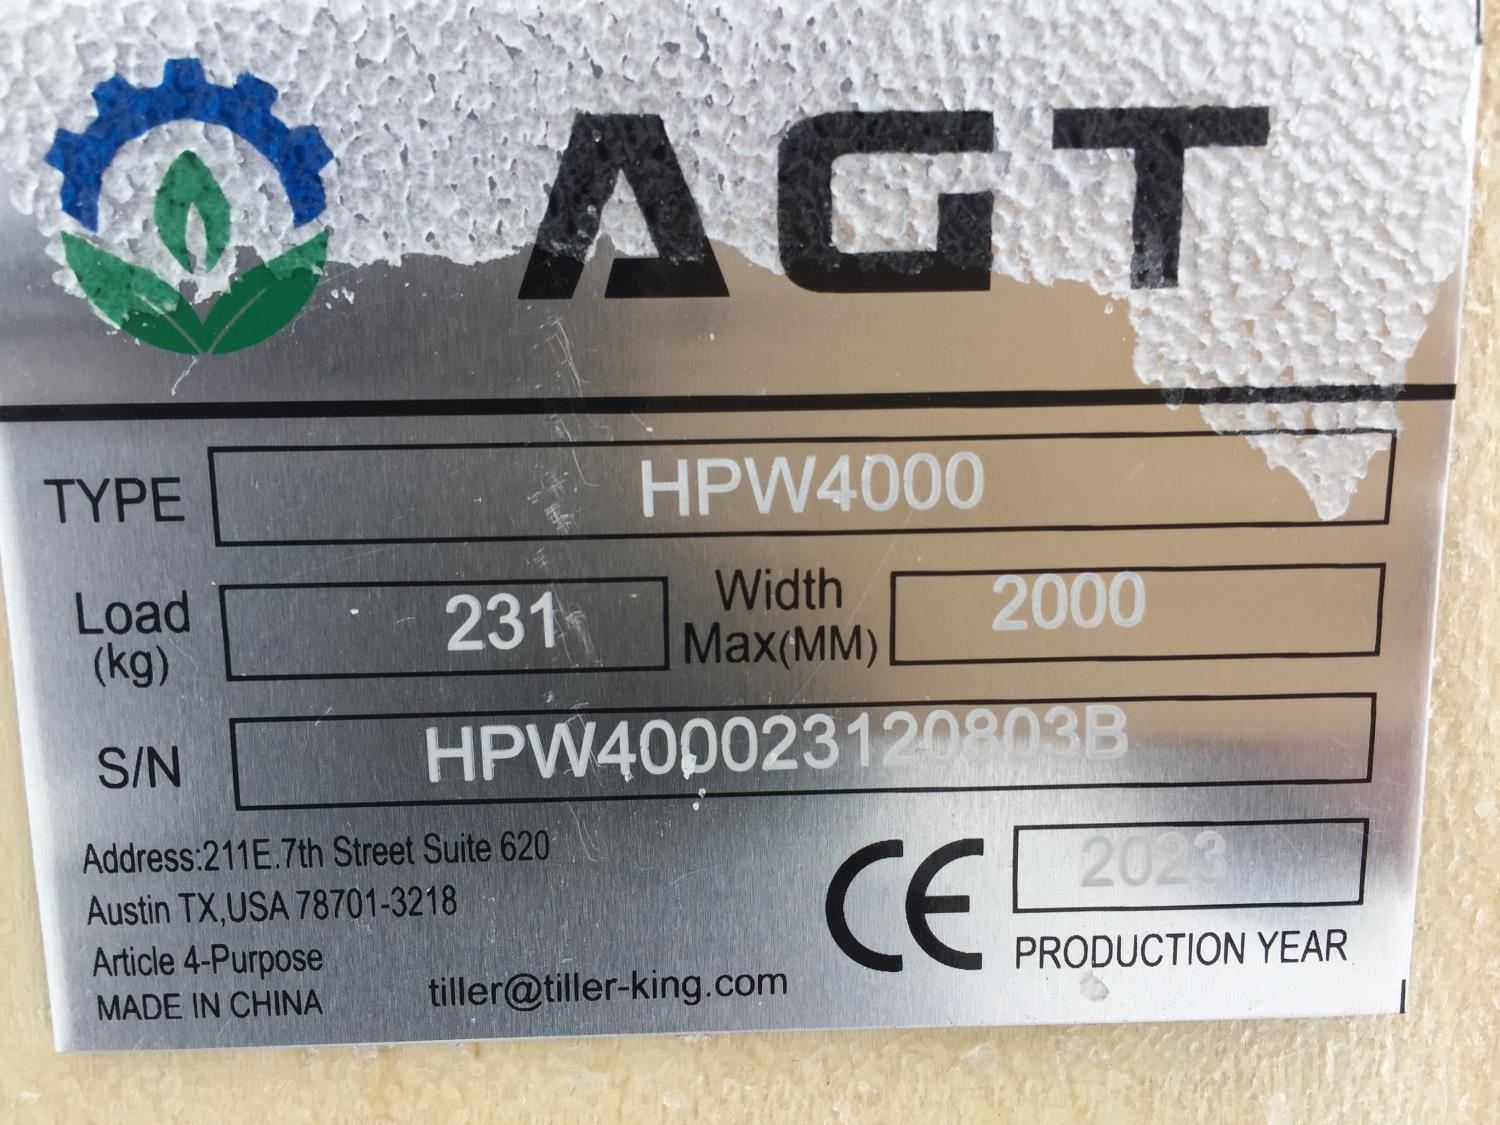 AGT
TYPE HPW4000
Load (kg) 231 Width Max(MM) 2000
S/N HPW400023120803B
Address:211E.7th Street Suite 620
Austin TX,USA 78701-3218
Article 4-Purpose
MADE IN CHINA
tiller@tiller-king.com
CE 2023
PRODUCTION YEAR